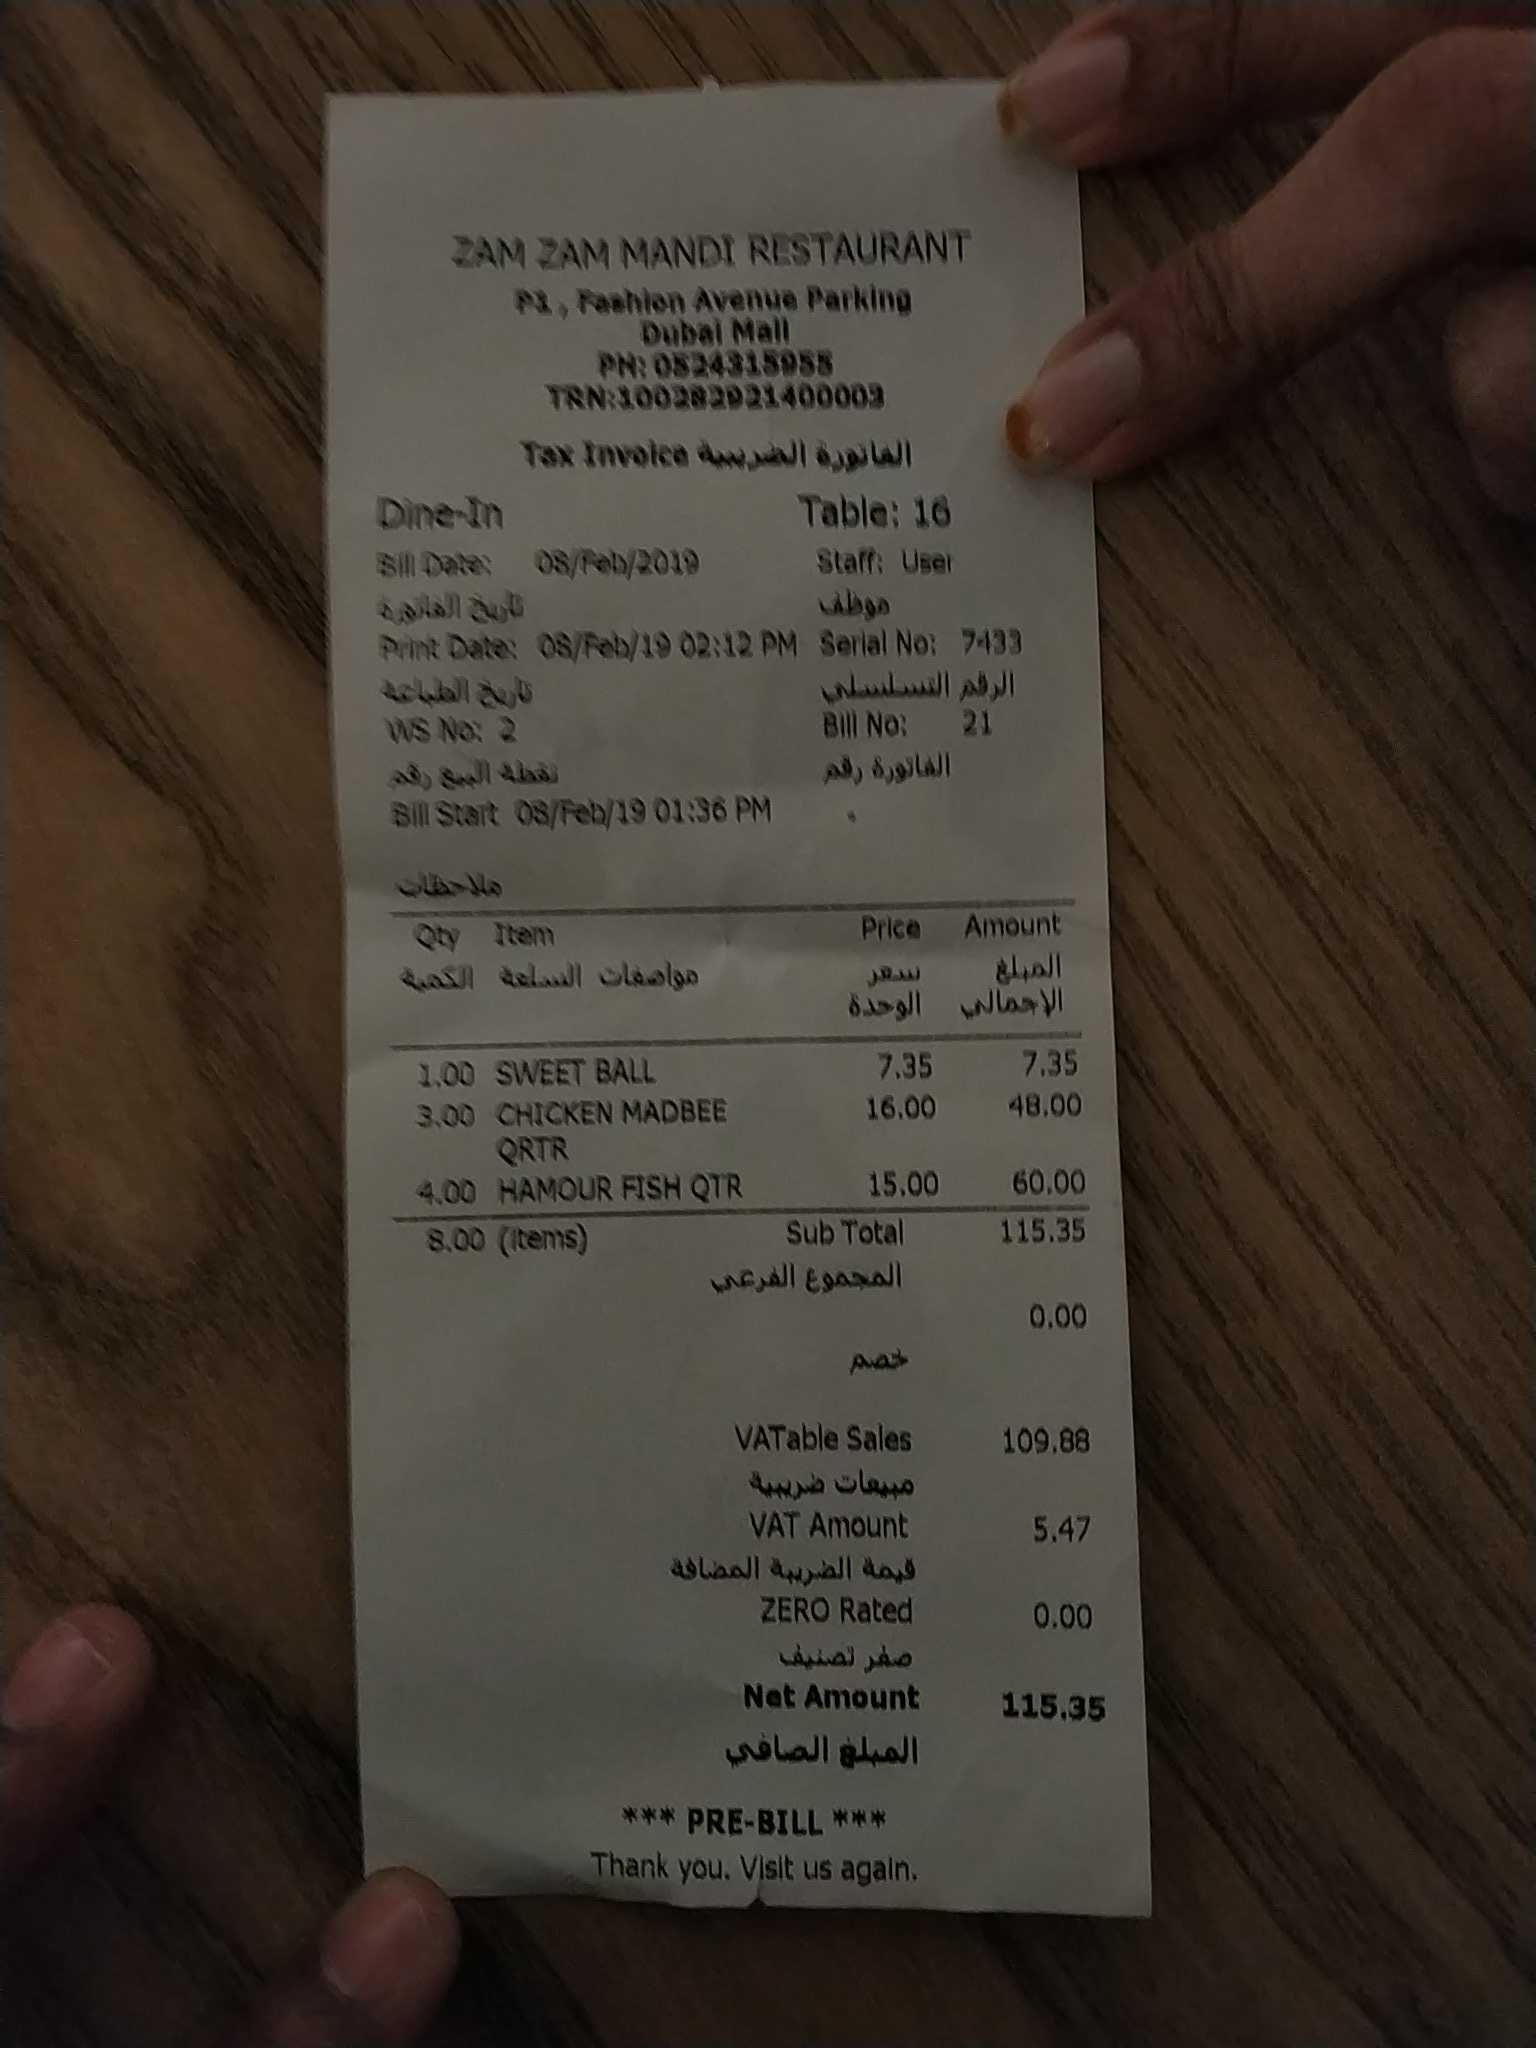 ZAM ZAM MANDI RESTAURANT
P1 , Fashion Avenue Parking
Dubai Mall
PH: 0524315955
TRN:100282921400003
Tax Invoice الفاتورة الضريبية
Dine-In Table: 16
Bill Date: 08/Feb/2019 Staff: User
تاريخ الفاتورة موظف
Print Date: 08/Feb/19 02:12 PM Serial No: 7433
تاريخ الطباعة الرقم التسلسلي
WS No: 2 Bill No: 21
نقطة البيع رقم الفاتورة رقم
Bill Start 08/Feb/19 01:36 PM
ملاحظات
Qty Item Price Amount
الكمية مواصفات السلعة سعر المبلغ
الوحدة الإجمالي
1.00 SWEET BALL 7.35 7.35
3.00 CHICKEN MADBEE 16.00 48.00
QRTR
4.00 HAMOUR FISH QTR 15.00 60.00
8.00 (items) Sub Total 115.35
المجموع الفرعي
0.00
خصم
VATable Sales 109.88
مبيعات ضريبية
VAT Amount 5.47
قيمة الضريبة المضافة
ZERO Rated 0.00
صفر تصنيف
Net Amount 115.35
المبلغ الصافي
*** PRE-BILL ***
Thank you. Visit us again.